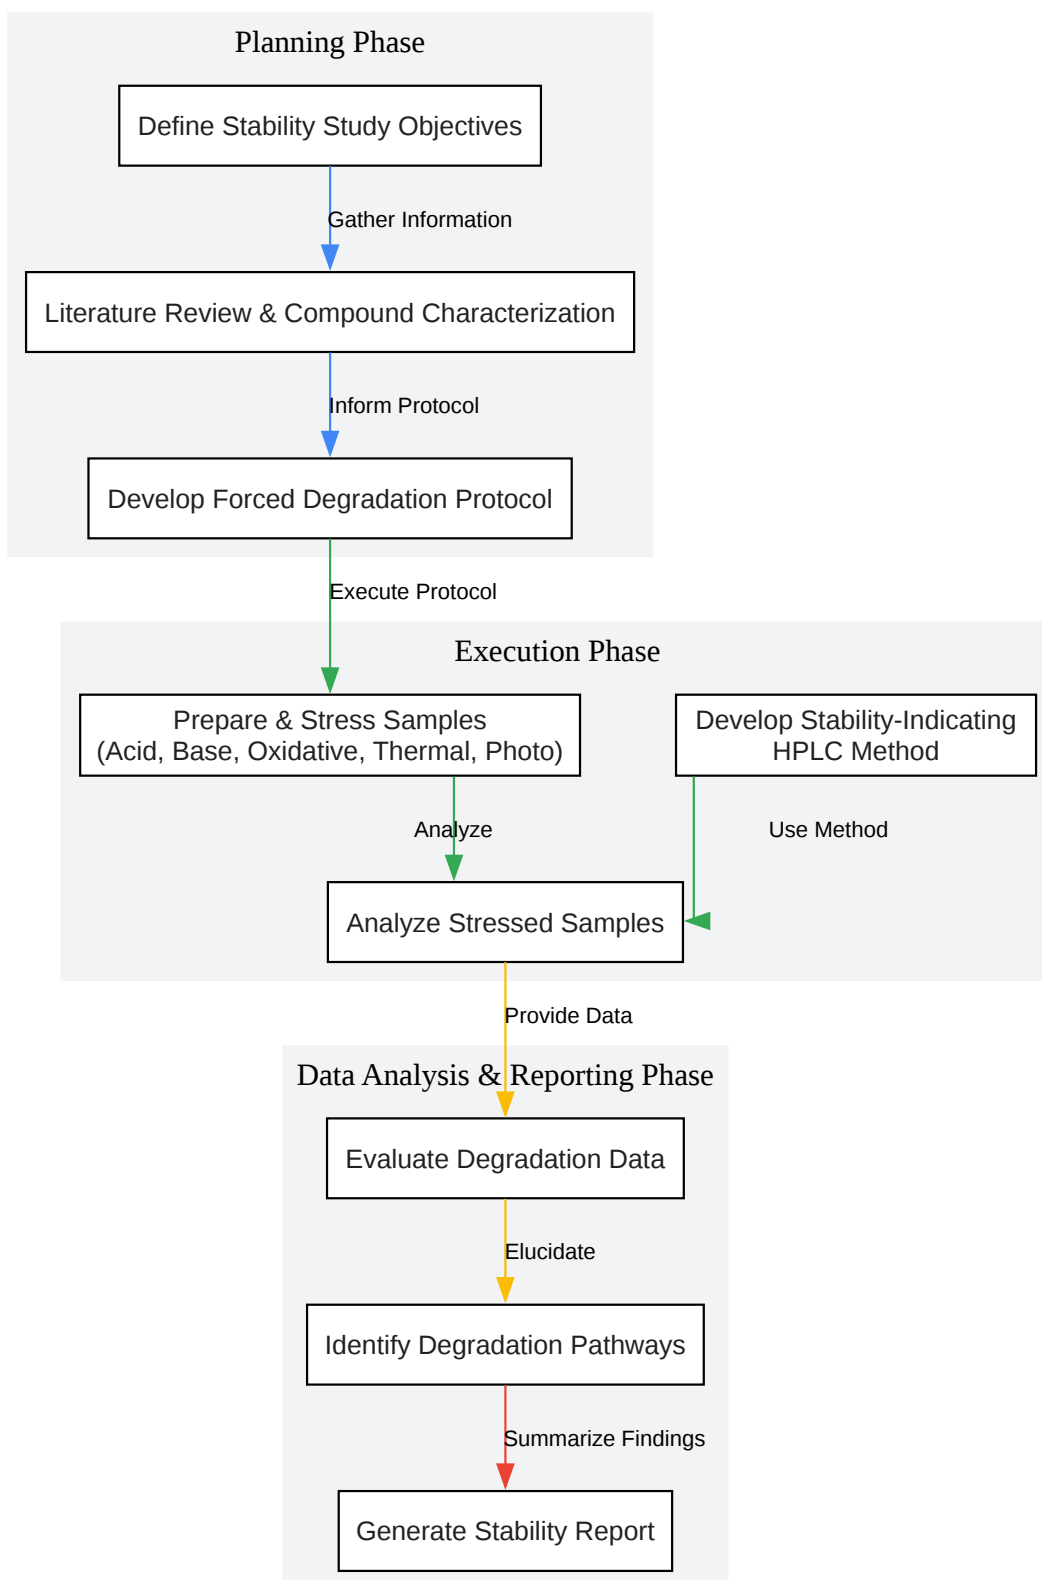 Planning Phase
Define Stability Study Objectives
Gather Information
Literature Review & Compound Characterization
Inform Protocol
Develop Forced Degradation Protocol
Execute Protocol
Execution Phase
Prepare & Stress Samples
(Acid, Base, Oxidative, Thermal, Photo)
Develop Stability-Indicating
HPLC Method
Analyze
Use Method
Analyze Stressed Samples
Provide Data
Data Analysis & Reporting Phase
Evaluate Degradation Data
Elucidate
Identify Degradation Pathways
Summarize Findings
Generate Stability Report